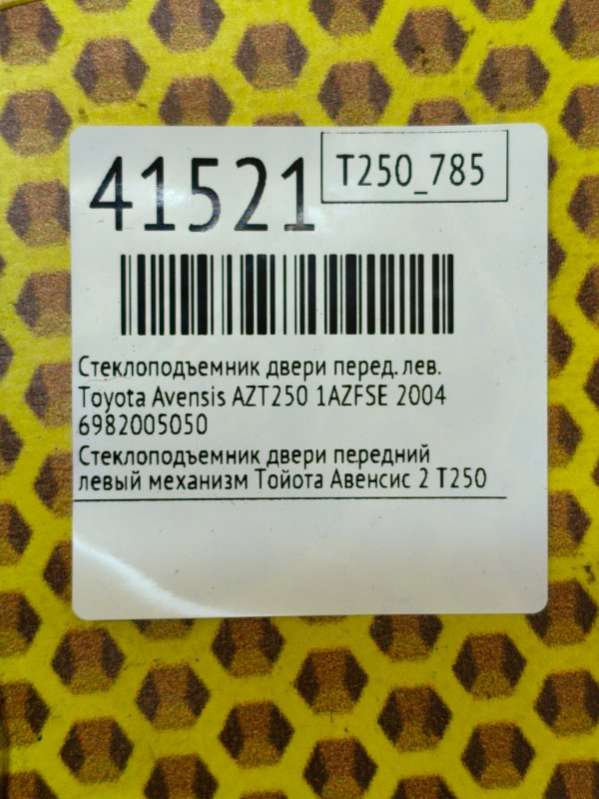 41521
T250_785
Стеклоподъемник двери перед. лев.
Toyota Avensis AZT250 1AZFSE 2004
6982005050
Стеклоподъемник двери передний
левый механизм Тойота Авенсис 2 Т250